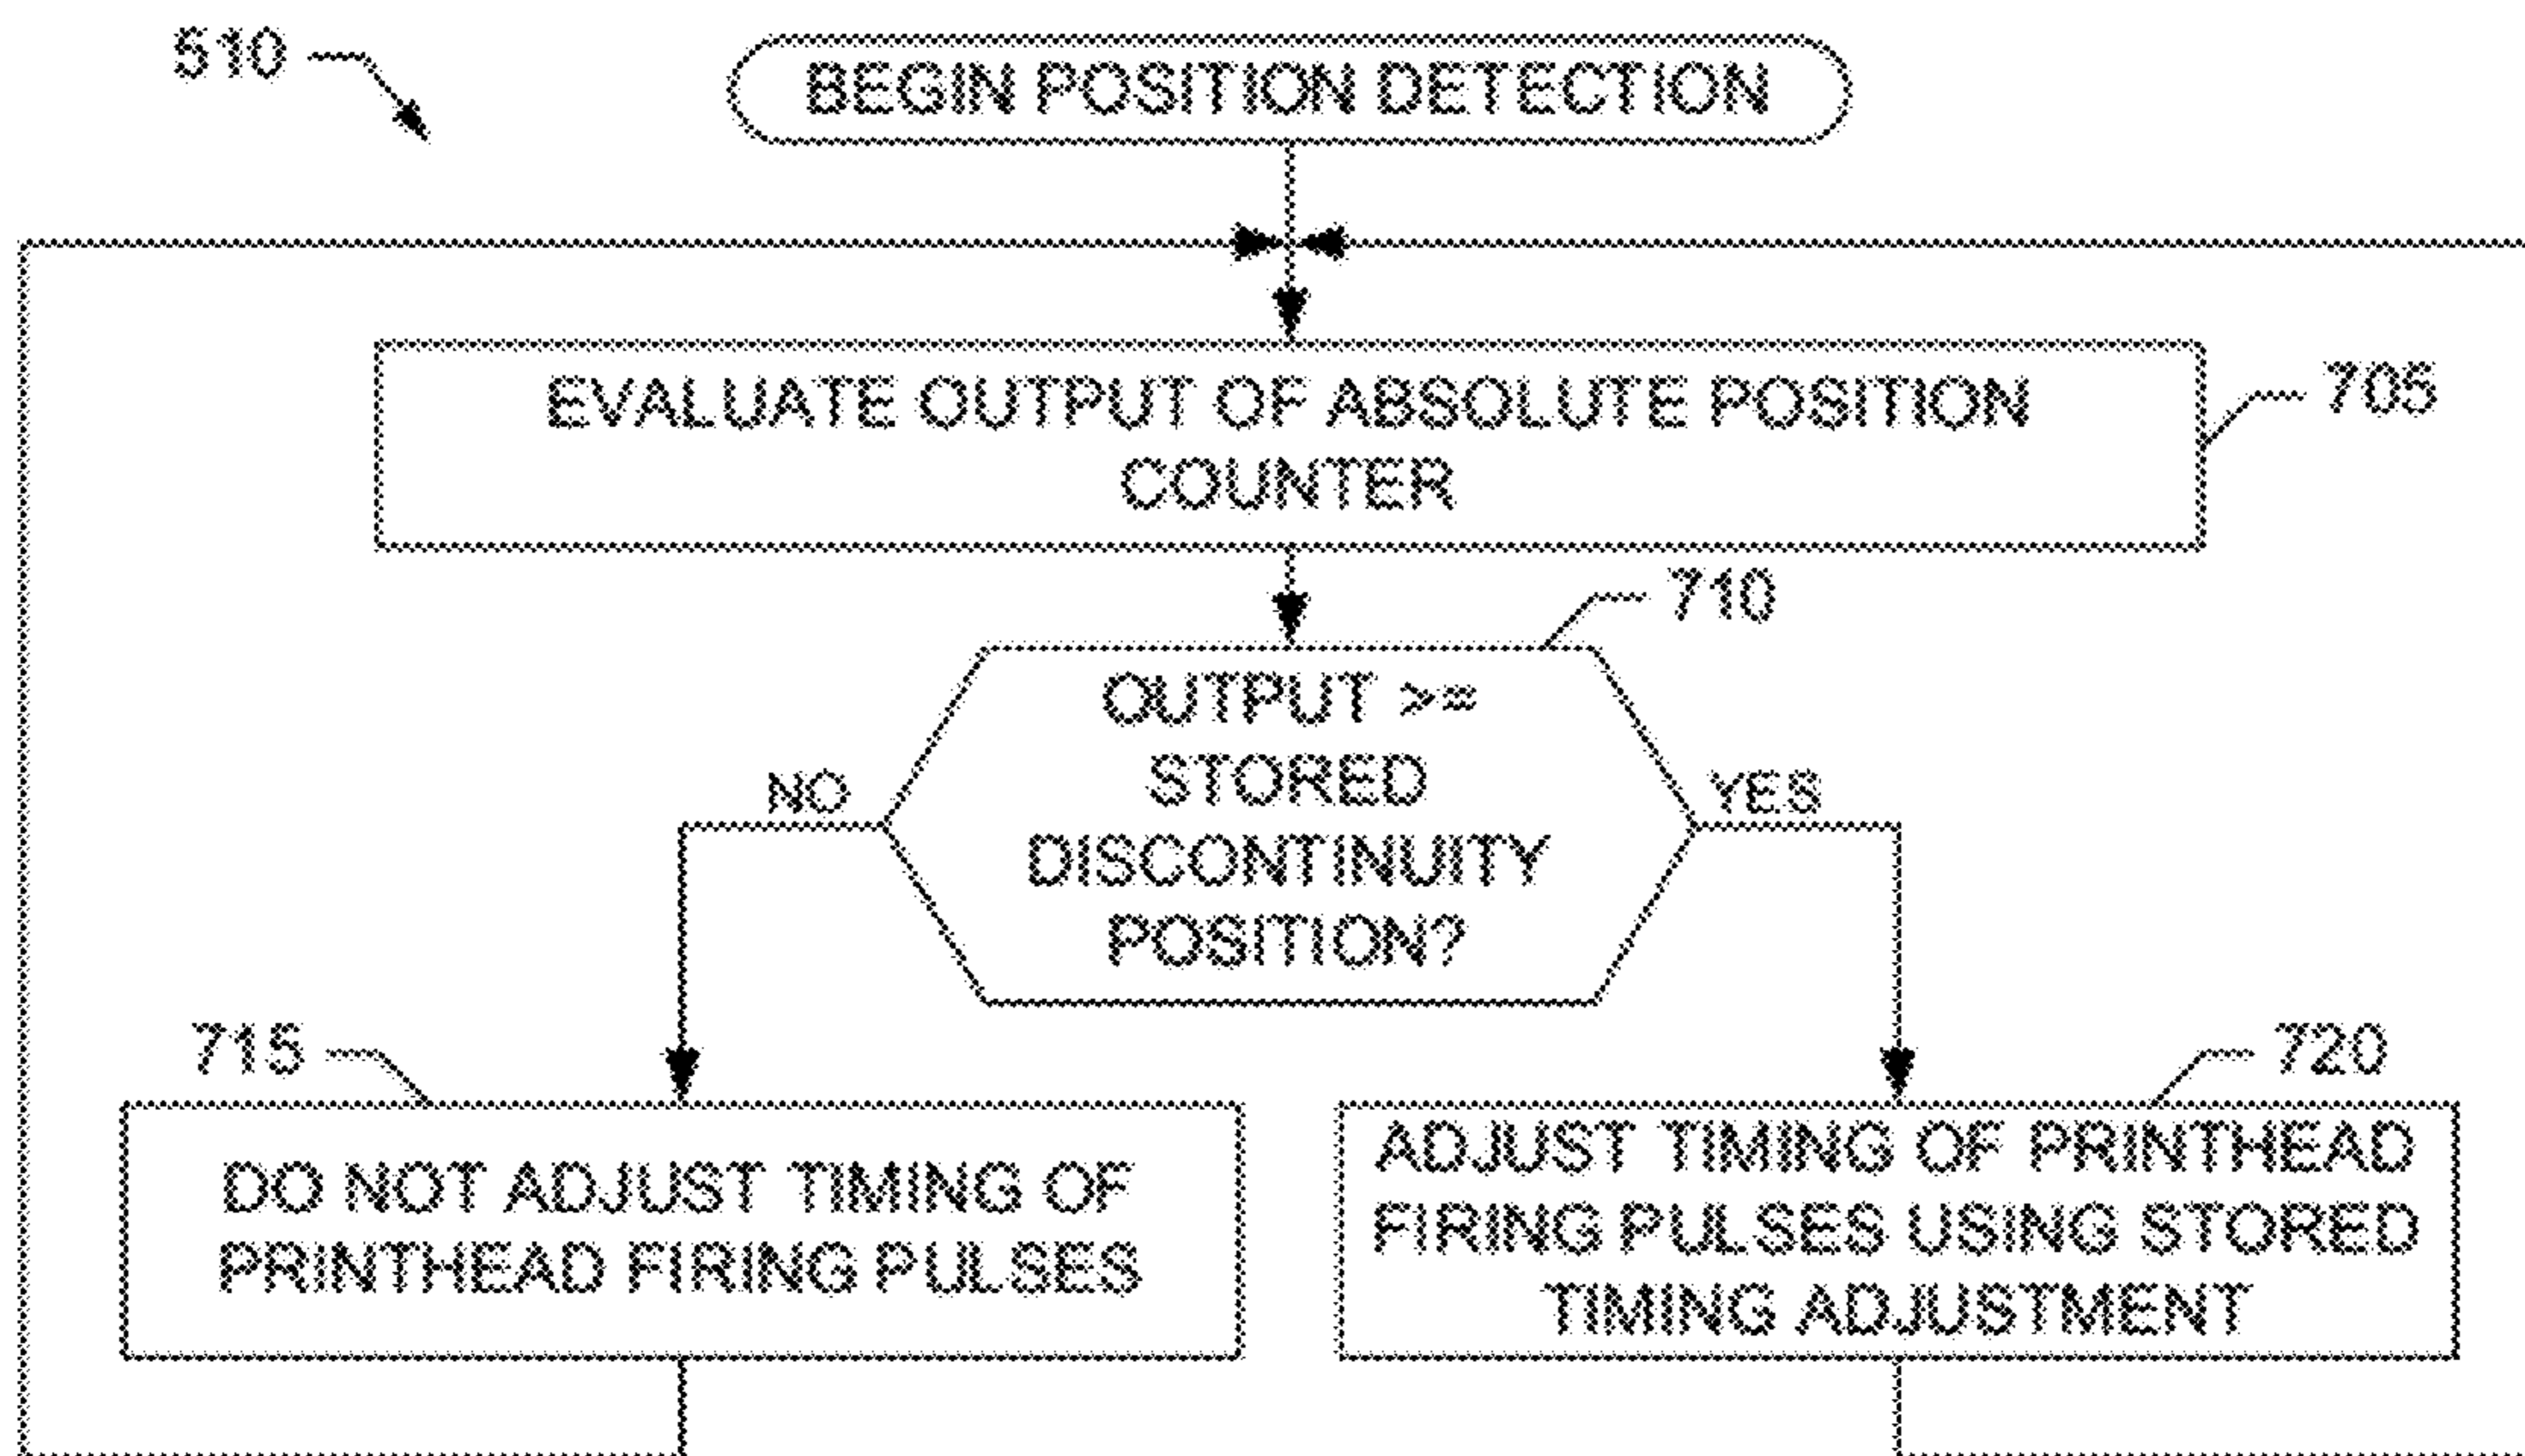 510
BEGIN POSITION DETECTION
EVALUATE OUTPUT OF ABSOLUTE POSITION
COUNTER
705
710
OUTPUT >=
STORED
DISCONTINUITY
POSITION?
NO
YES
715
DO NOT ADJUST TIMING OF
PRINTHEAD FIRING PULSES
720
ADJUST TIMING OF PRINTHEAD
FIRING PULSES USING STORED
TIMING ADJUSTMENT